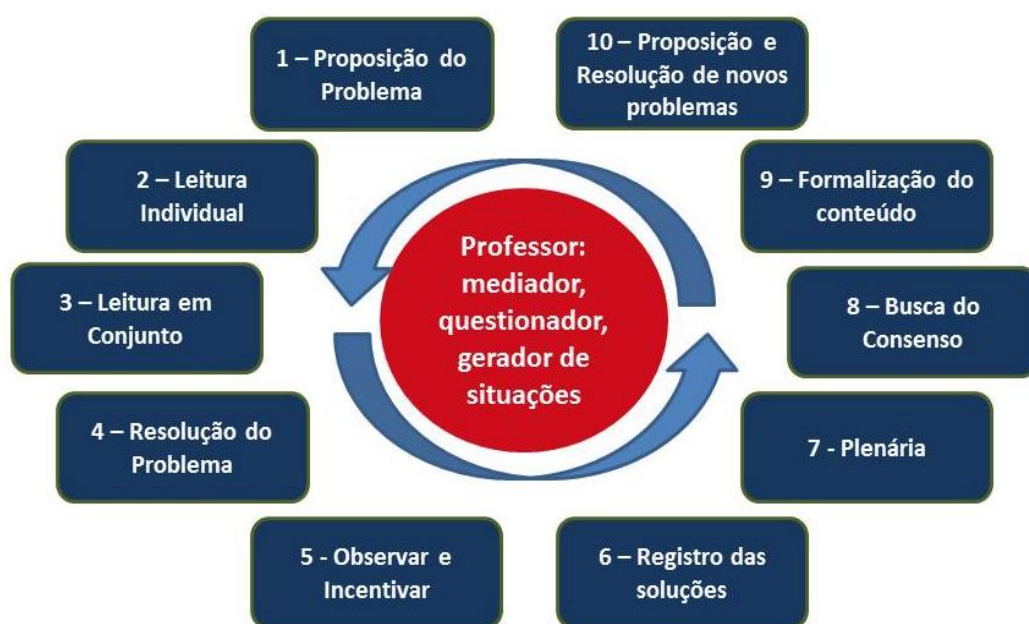 1 – Proposição do
Problema
2 – Leitura
Individual
3 – Leitura em
Conjunto
4 – Resolução do
Problema
5 - Observar e
Incentivar
6 – Registro das
soluções
7 - Plenária
8 – Busca do
Consenso
9 – Formalização do
conteúdo
10 – Proposição e
Resolução de novos
problemas
Professor:
mediador,
questionador,
gerador de
situações